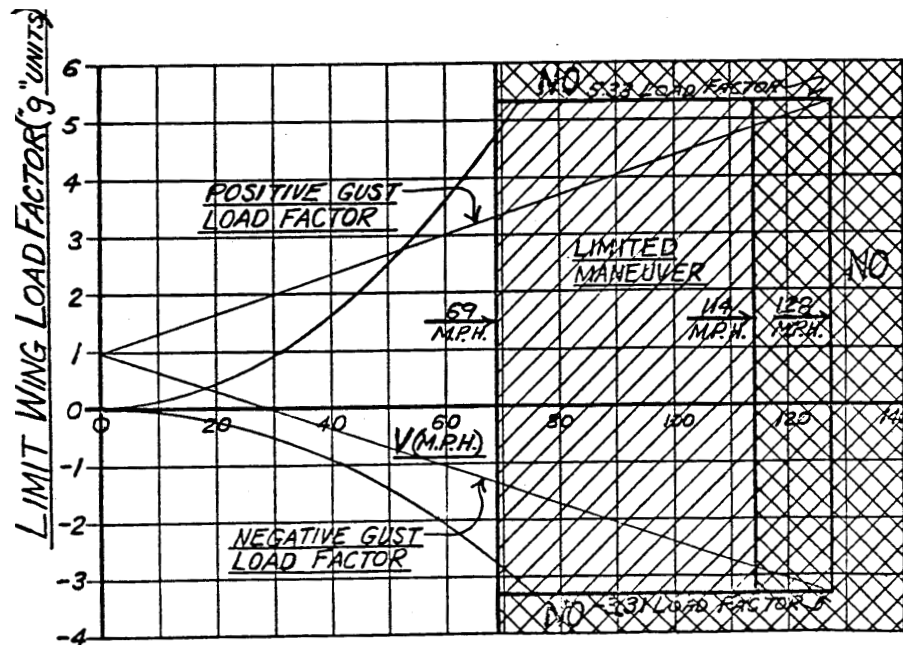 LIMIT WING LOAD FACTOR ("g" UNITS)
6
5
4
3
2
1
0
-1
-2
-3
-4
NO 5.33 LOAD FACTOR
POSITIVE GUST
LOAD FACTOR
LIMITED
MANEUVER
NO
69
M.P.H.
114
M.P.H.
M.P.H.
0 20 40 60 80 100 120
V (M.P.H.)
NEGATIVE GUST
LOAD FACTOR
NO LOAD FACTOR